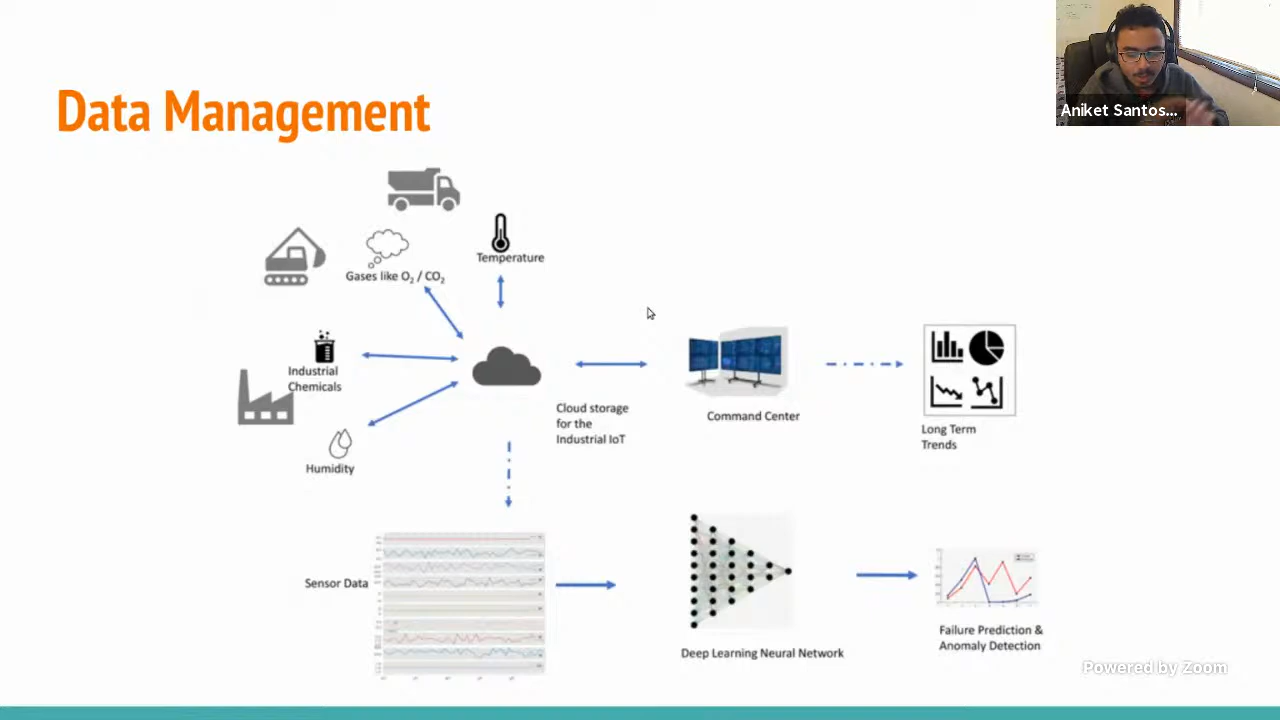 Data Management
Aniket Santos...
Temperature
Gases like O₂ / CO₂
Industrial
Chemicals
Humidity
Cloud storage
for the
Industrial IoT
Command Center
Long Term
Trends
Sensor Data
Deep Learning Neural Network
Failure Prediction &
Anomaly Detection
Powered by Zoom